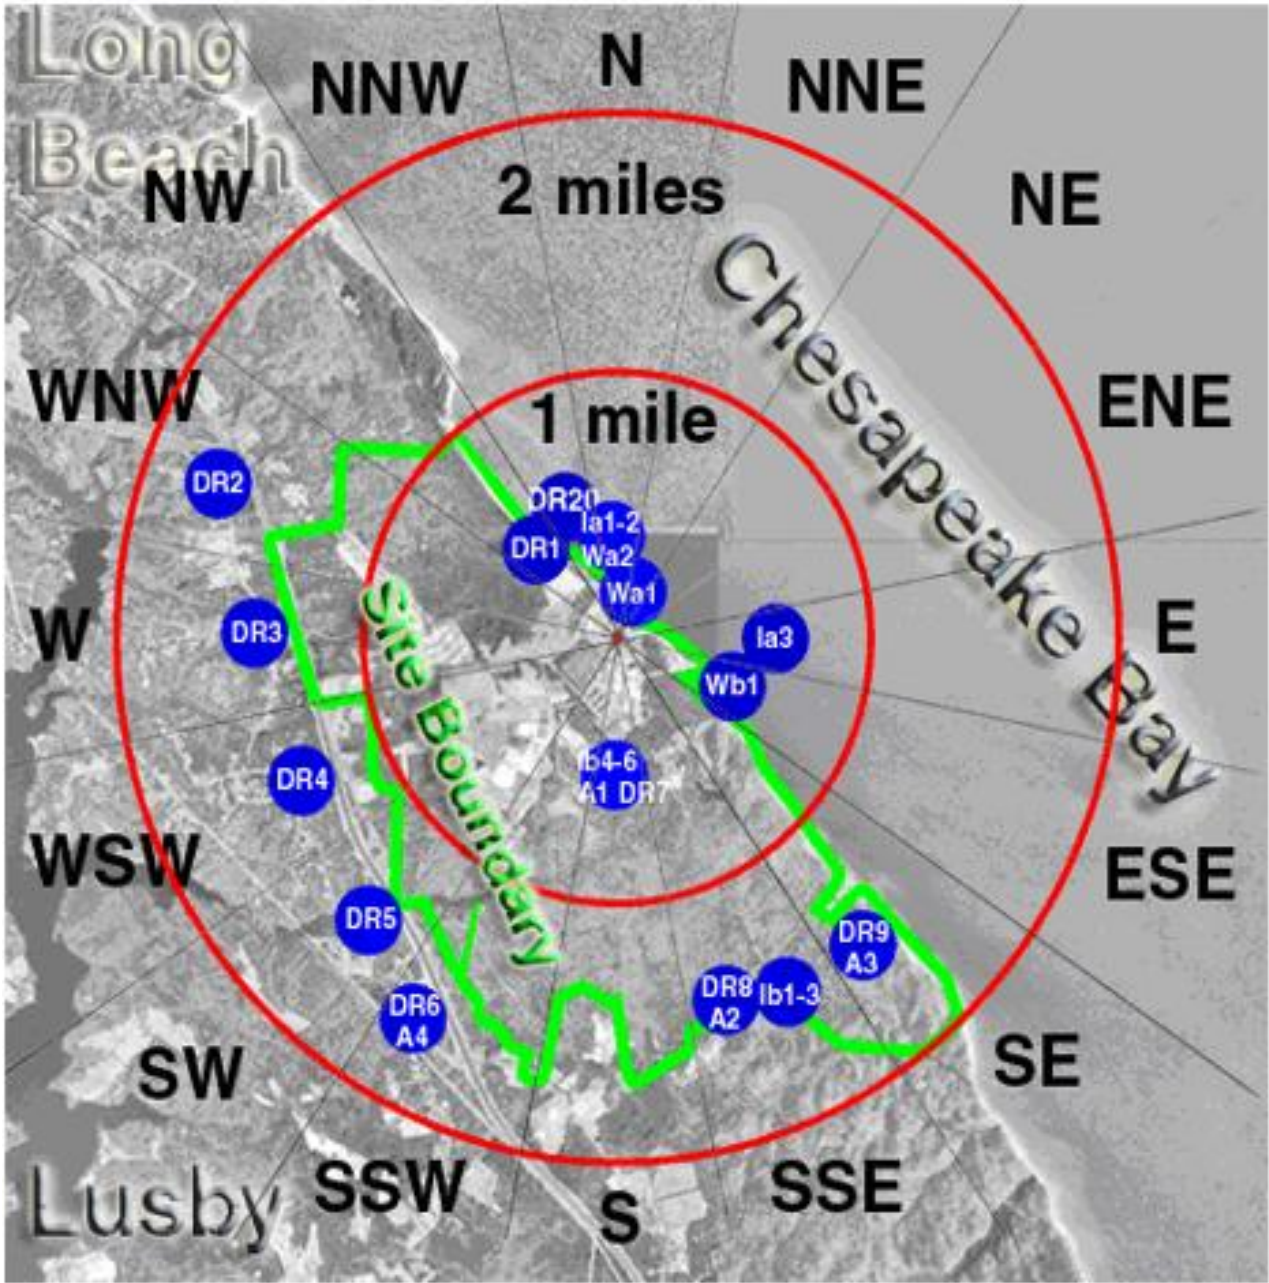 Long
Beach
N
NNW
NNE
NW
2 miles
NE
Chesapeake Bay
WNW
1 mile
ENE
DR2
DR20
Ia1-2
DR1
Wa2
Wa1
Site Boundary
W
DR3
Ia3
E
Wb1
DR4
Ib4-6
A1 DR7
WSW
ESE
DR5
DR9
A3
DR8
A2
Ib1-3
DR6
A4
SW
SE
Lusby
SSW
S
SSE